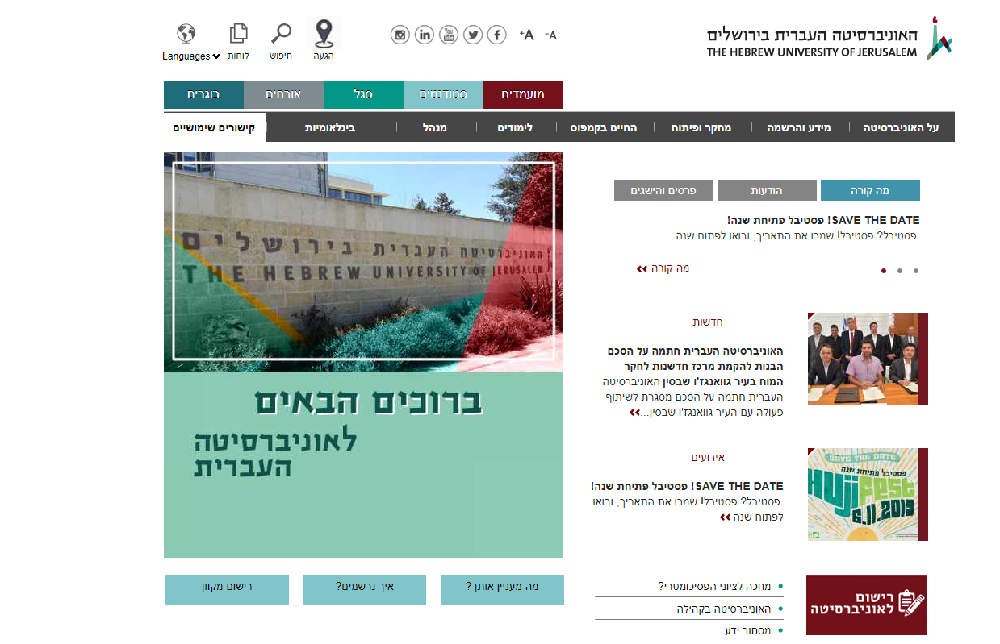 האוניברסיטה העברית בירושלים
THE HEBREW UNIVERSITY OF JERUSALEM
-A
+A
You Tube
in
הגעה
חיפוש
לוחות
Languages
מועמדים
סטודנטים
סגל
אורחים
בוגרים
על האוניברסיטה
מידע והרשמה
מחקר ופיתוח
החיים בקמפוס
לימודים
מנהל
בינלאומיות
קישורים שימושיים
מה קורה
הודעות
פרסים והישגים
SAVE THE DATE! פסטיבל פתיחת שנה!
פסטיבל? פסטיבל! שמרו את התאריך, ובואו לפתוח שנה
מה קורה
חדשות
האוניברסיטה העברית חתמה על הסכם
הבנות להקמת מרכז חדשנות לחקר
המוח בעיר גוואנגז'ו שבסין האוניברסיטה
העברית חתמה על הסכם מסגרת לשיתוף
פעולה עם העיר גוואנגז'ו שבסין...
אירועים
SAVE THE DATE! פסטיבל פתיחת שנה!
פסטיבל? פסטיבל! שמרו את התאריך, ובואו
לפתוח שנה
SAVE THE DATE
פסטיבל פתיחת שנה
HUJI FEST
6.11.2019
האוניברסיטה העברית בירושלים
THE HEBREW UNIVERSITY OF JERUSALEM
ברוכים הבאים
לאוניברסיטה
העברית
רישום
לאוניברסיטה
מחכה לציוני הפסיכומטרי?
האוניברסיטה בקהילה
מסחור ידע
מה מעניין אותך?
איך נרשמים?
רישום מקוון